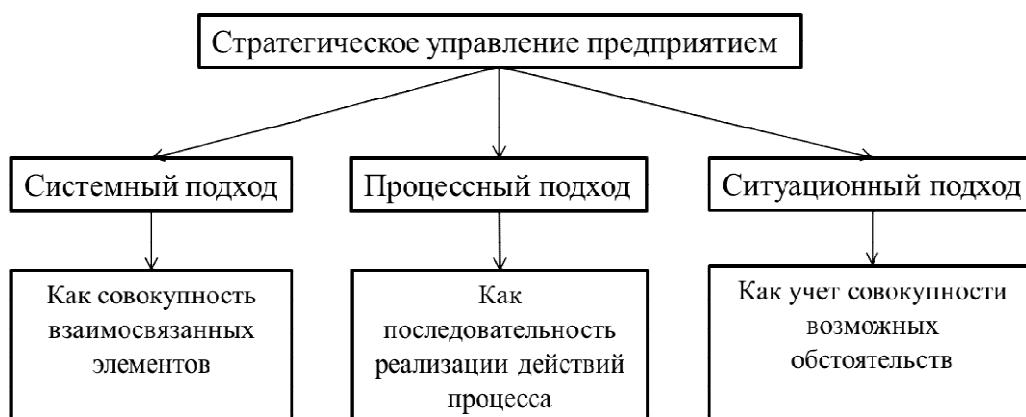 Стратегическое управление предприятием
Системный подход
Процессный подход
Ситуационный подход
Как совокупность
взаимосвязанных
элементов
Как
последовательность
реализации действий
процесса
Как учет совокупности
возможных
обстоятельств